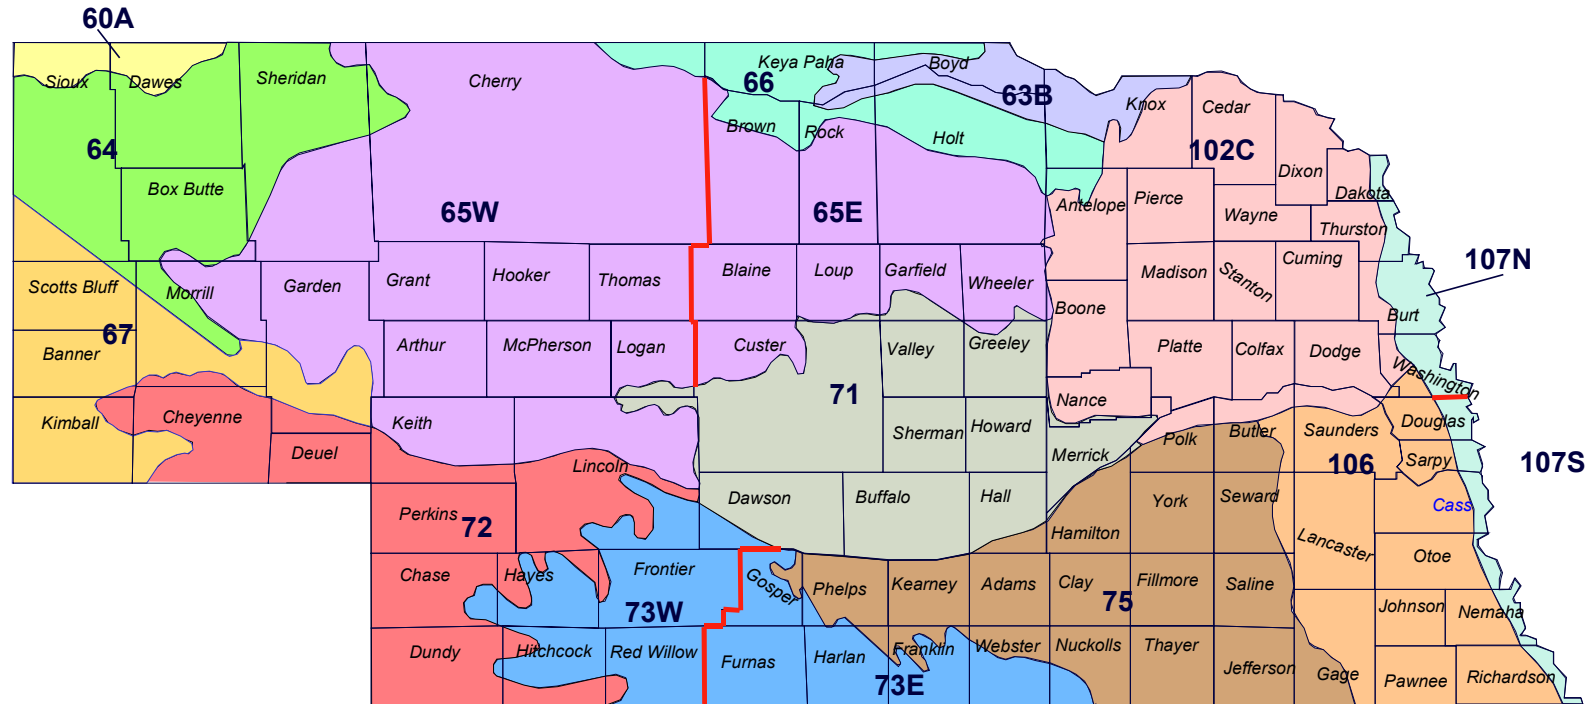 60A
Sioux
Dawes
Sheridan
Cherry
Keya Paha
Boyd
66
63B
Knox
Cedar
Brown
Rock
Holt
64
102C
Dixon
Box Butte
Dakota
65W
65E
Antelope
Pierce
Wayne
Thurston
107N
Scotts Bluff
Morrill
Garden
Grant
Hooker
Thomas
Blaine
Loup
Garfield
Wheeler
Madison
Stanton
Cuming
Boone
Burt
67
Banner
Arthur
McPherson
Logan
Custer
Valley
Greeley
Platte
Colfax
Dodge
Washington
71
Nance
Kimball
Cheyenne
Keith
Sherman
Howard
Polk
Butler
Saunders
Douglas
Deuel
Lincoln
Merrick
106
Sarpy
107S
Perkins
72
Dawson
Buffalo
Hall
York
Seward
Cass
Hamilton
Lancaster
Otoe
Chase
Hayes
Frontier
Gosper
Phelps
Kearney
Adams
Clay
Fillmore
Saline
73W
75
Johnson
Nemaha
Dundy
Hitchcock
Red Willow
Furnas
Harlan
Franklin
Webster
Nuckolls
Thayer
Jefferson
Gage
Pawnee
Richardson
73E